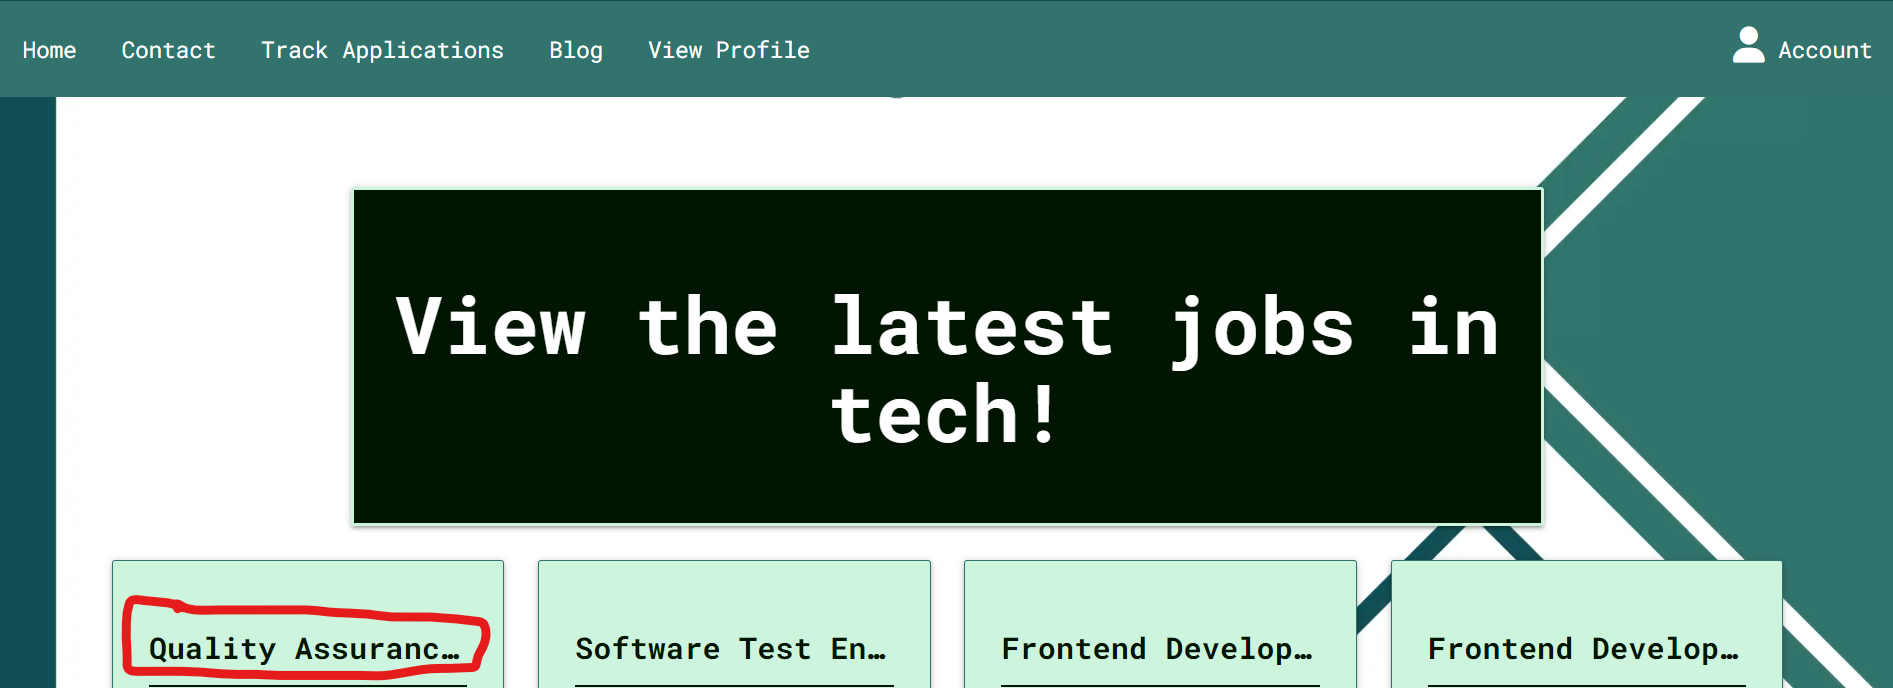 Home Contact Track Applications Blog View Profile Account
View the latest jobs in
tech!
Quality Assuranc… Software Test En… Frontend Develop… Frontend Develop…